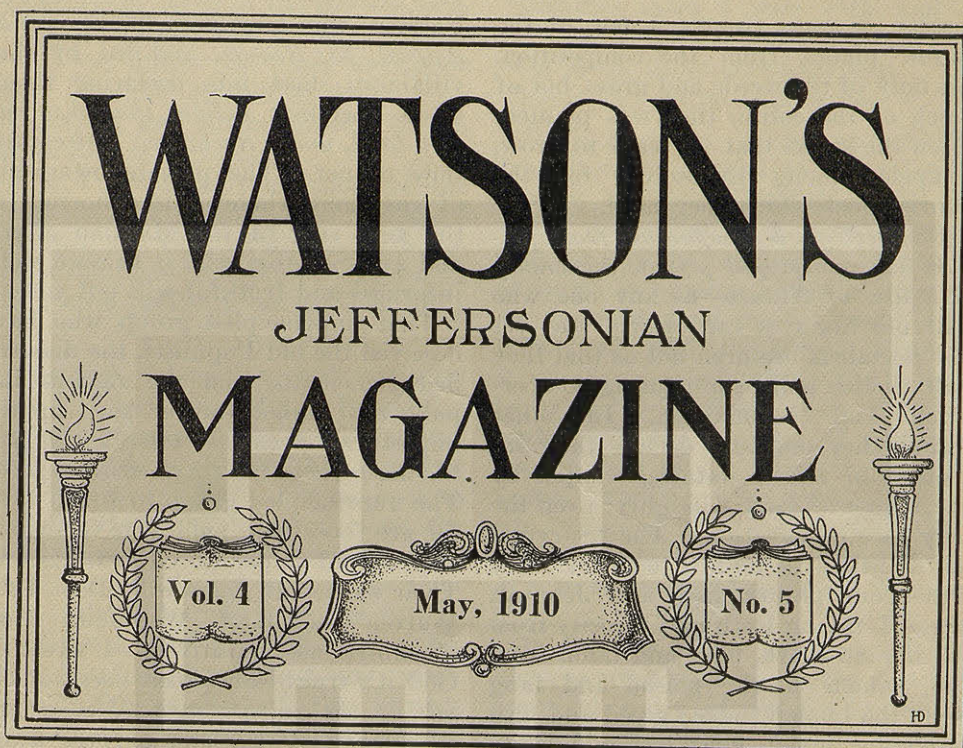 WATSON'S
JEFFERSONIAN
MAGAZINE
Vol. 4
May, 1910
No. 5
HD